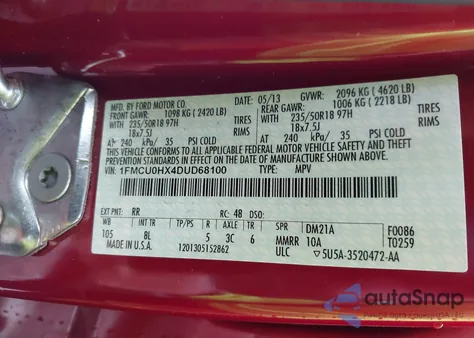 MFD. BY FORD MOTOR CO.
05/13 GVWR: 2096 KG ( 4620 LB)
FRONT GAWR: 1098 KG ( 2420 LB) REAR GAWR: 1006 KG ( 2218 LB)
WITH 235/50R18 97H TIRES WITH 235/50R18 97H TIRES
18x7.5J RIMS 18x7.5J RIMS
AT 240 kPa/ 35 PSI COLD AT 240 kPa/ 35 PSI COLD
THIS VEHICLE CONFORMS TO ALL APPLICABLE FEDERAL MOTOR VEHICLE SAFETY AND THEFT PREVENTION STANDARDS IN EFFECT ON THE DATE OF MANUFACTURE SHOWN ABOVE.
VIN: 1FMCU0HX4DUD68100 TYPE: MPV
EXT PNT: RR RC: 48 DSO:
WB INT TR TP/PS R AX TR SPR DM21A F0086
105 8L 5 3C 6 MMRR 10A T0259
MADE IN U.S.A. 1201305152862 ULC ▽5U5A-3520472-AA
autoSnap
WWW.AUTOSNAP.COM